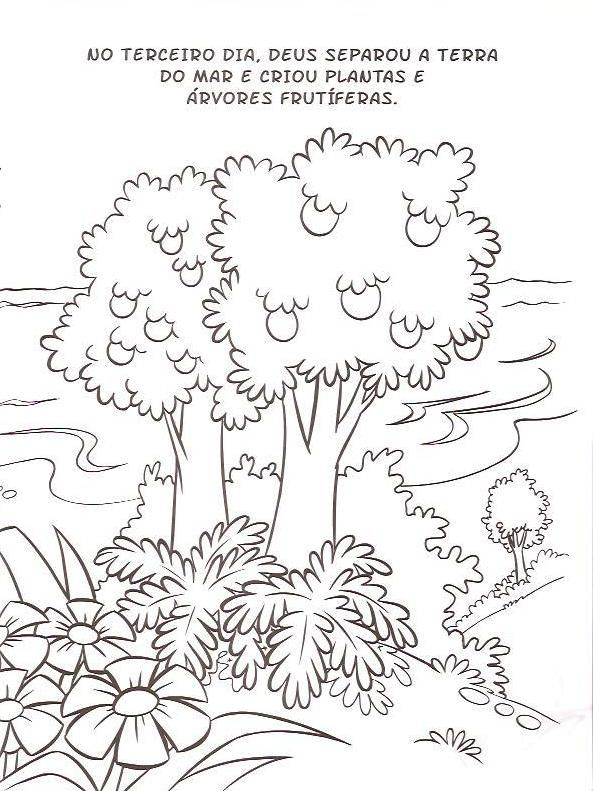 NO TERCEIRO DIA, DEUS SEPAROU A TERRA
DO MAR E CRIOU PLANTAS E
ÁRVORES FRUTÍFERAS.